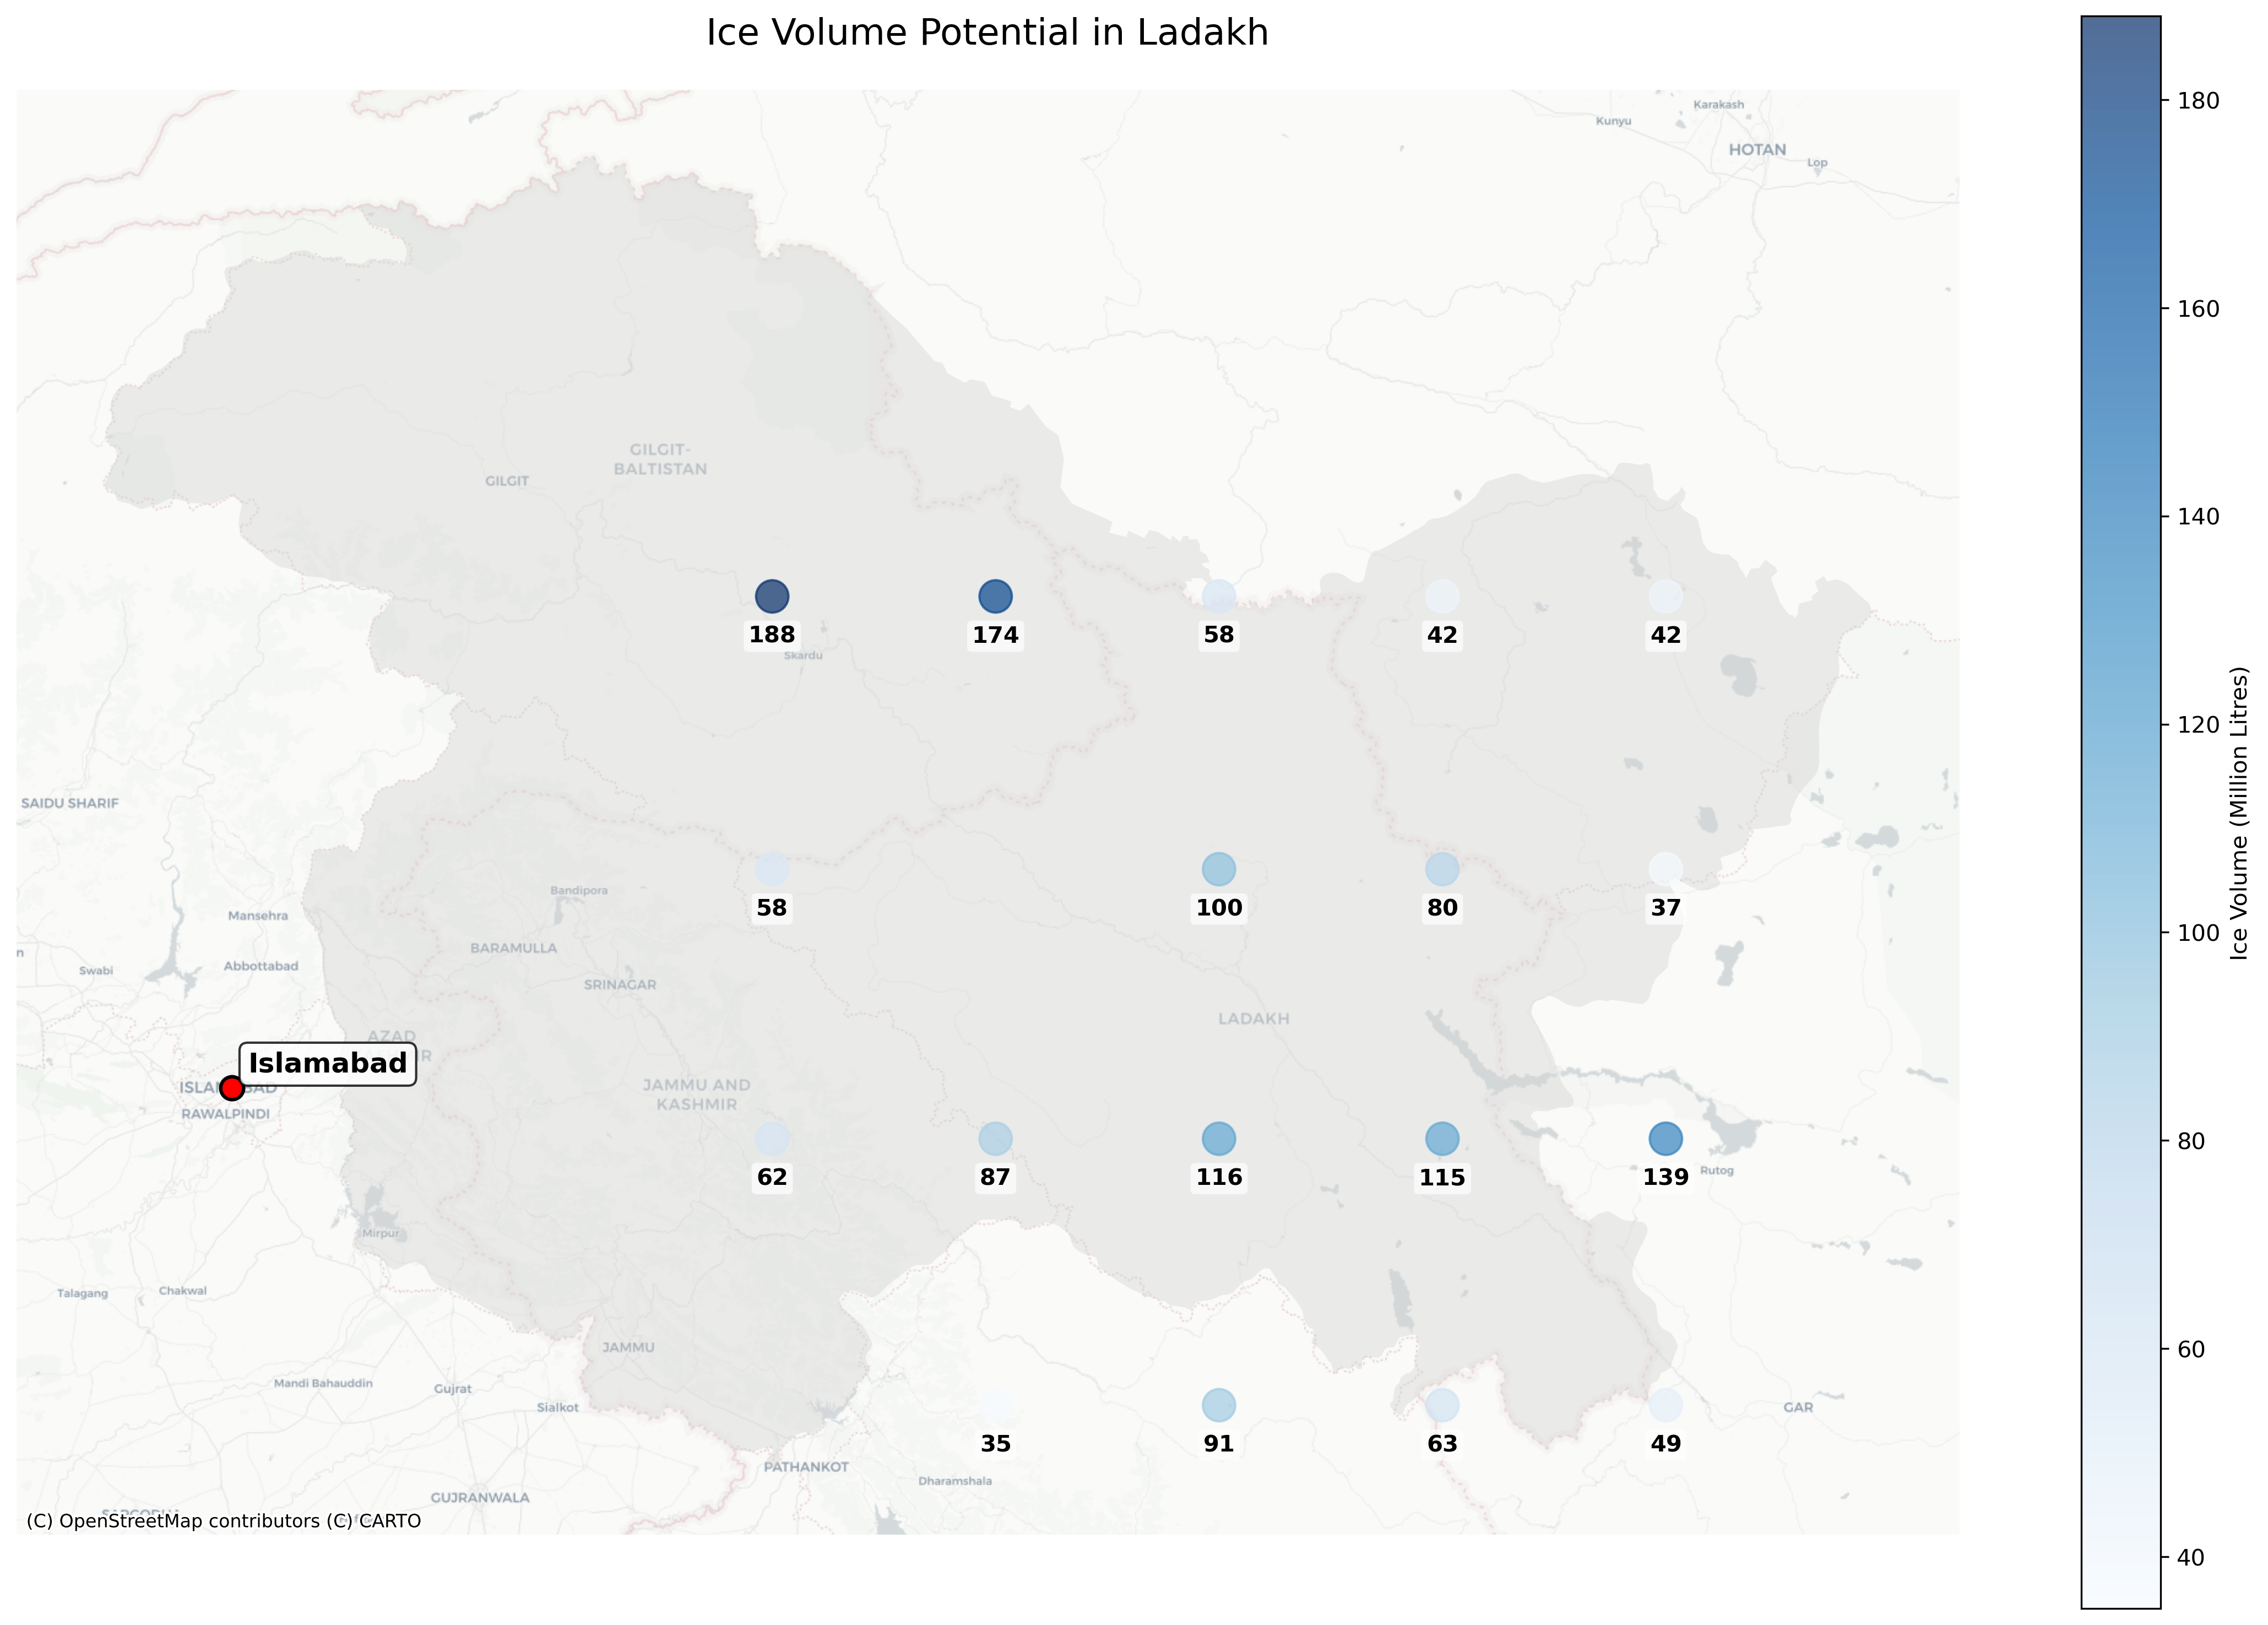 Ice Volume Potential in Ladakh
Karakash
Kunyu
HOTAN
Lop
GILGIT-
BALTISTAN
GILGIT
188
174
58
42
42
Skardu
SAIDU SHARIF
58
100
80
37
Bandipora
Mansehra
BARAMULLA
n
Swabi
Abbottabad
SRINAGAR
LADAKH
AZAD
Islamabad
RAWALPINDI
JAMMU AND
KASHMIR
62
87
116
115
139
Rutog
Mirpur
Talagang
Chakwal
JAMMU
Mandi Bahauddin
Gujrat
Sialkot
GAR
35
91
63
49
PATHANKOT
Dharamshala
GUJRANWALA
(C) OpenStreetMap contributors (C) CARTO
180
160
140
120
100
80
60
40
Ice Volume (Million Litres)